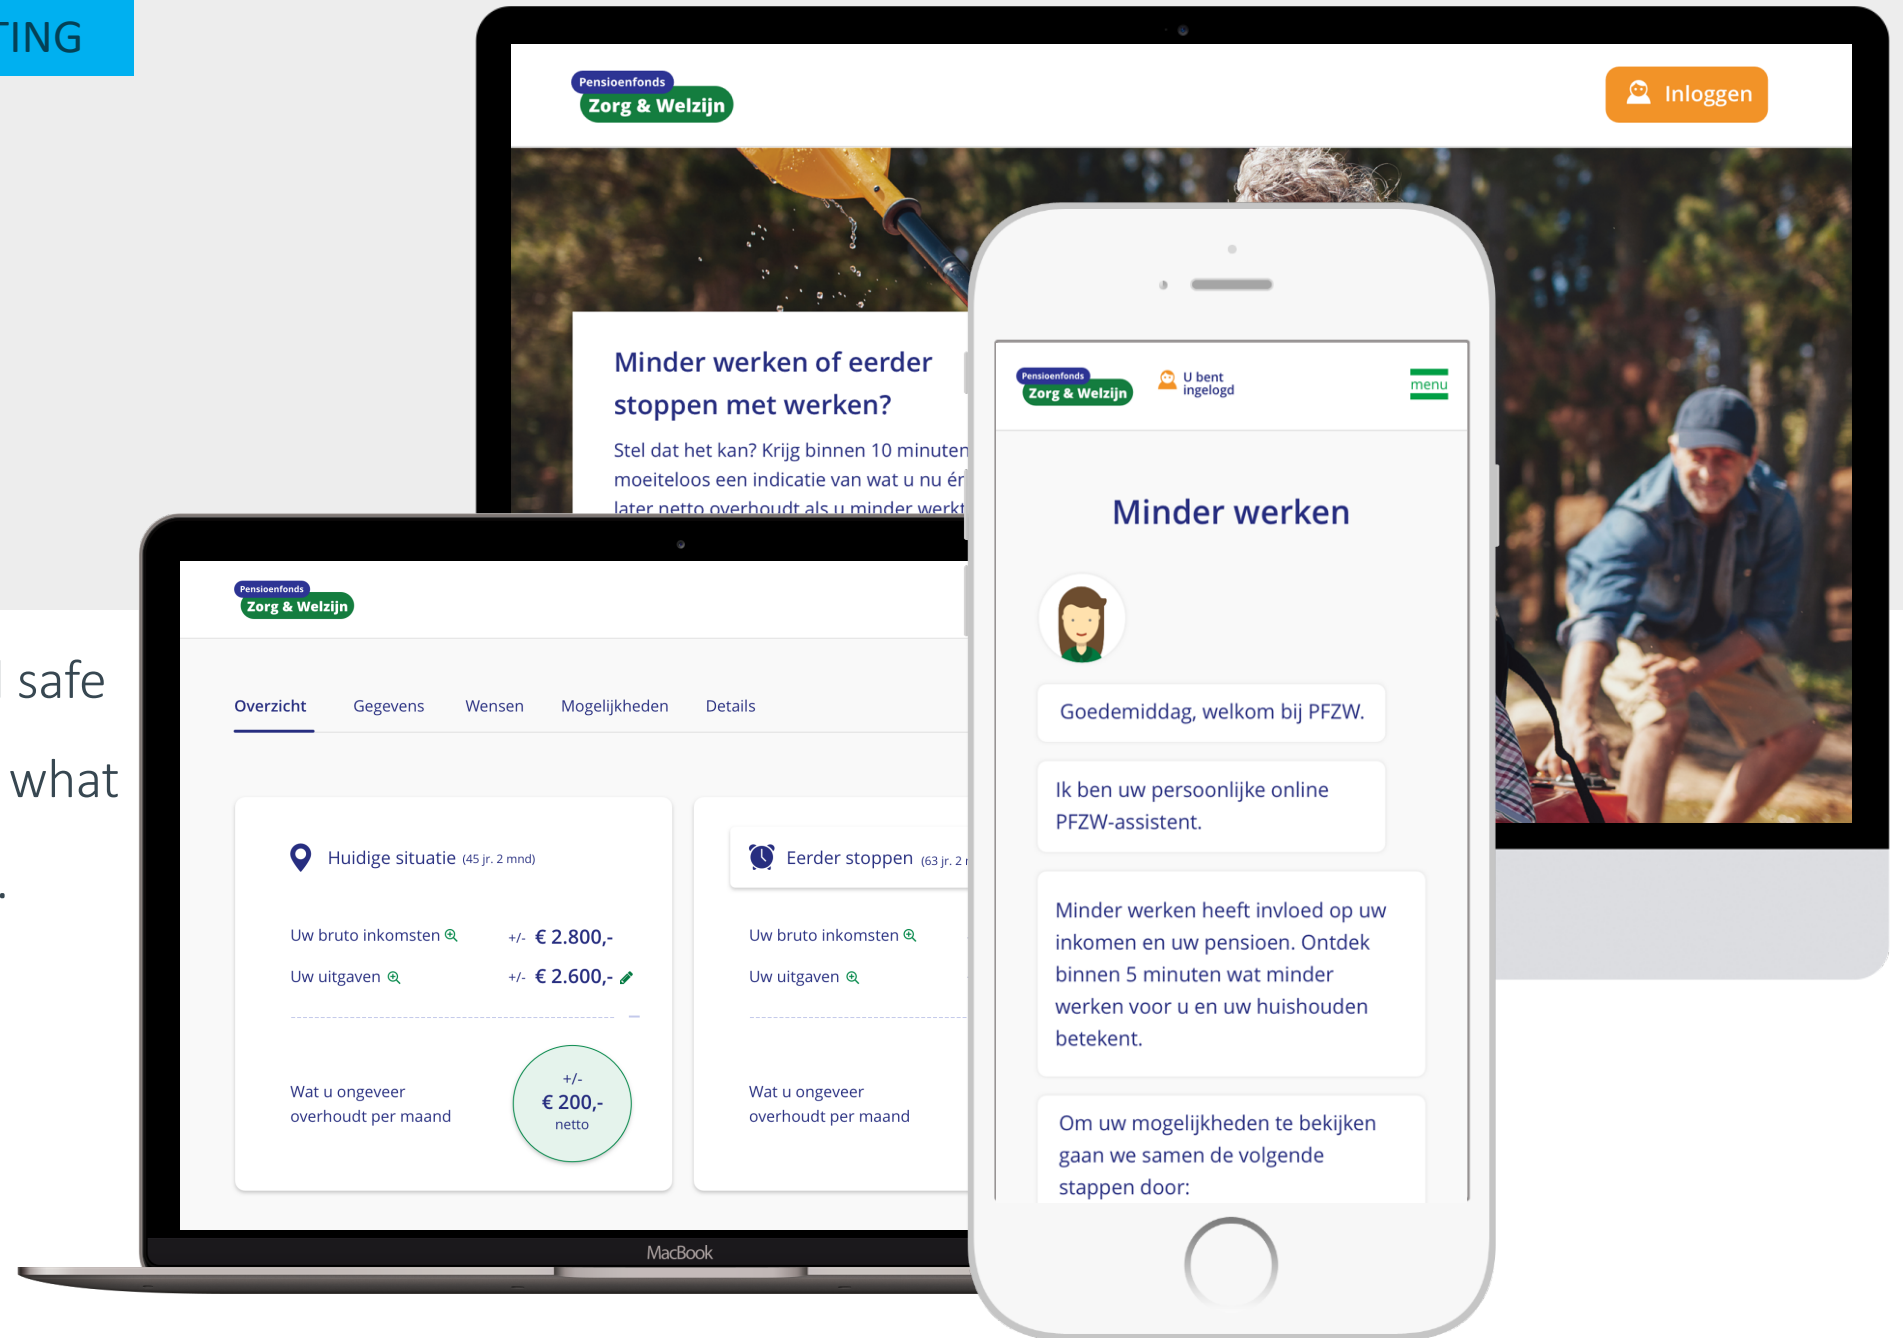 TING
safe
what
.
Pensioenfonds
Zorg & Welzijn
Inloggen
Minder werken of eerder
stoppen met werken?
Stel dat het kan? Krijg binnen 10 minuten
moeiteloos een indicatie van wat u nu én
later netto overhoudt als u minder werkt
Pensioenfonds
Zorg & Welzijn
Overzicht Gegevens Wensen Mogelijkheden Details
Huidige situatie (45 jr. 2 mnd)
Uw bruto inkomsten +/- € 2.800,-
Uw uitgaven +/- € 2.600,-
Wat u ongeveer
overhoudt per maand
+/-
€ 200,-
netto
Eerder stoppen (63 jr. 2
Uw bruto inkomsten
Uw uitgaven
Wat u ongeveer
overhoudt per maand
MacBook
Pensioenfonds
Zorg & Welzijn
U bent
ingelogd
menu
Minder werken
Goedemiddag, welkom bij PFZW.
Ik ben uw persoonlijke online
PFZW-assistent.
Minder werken heeft invloed op uw
inkomen en uw pensioen. Ontdek
binnen 5 minuten wat minder
werken voor u en uw huishouden
betekent.
Om uw mogelijkheden te bekijken
gaan we samen de volgende
stappen door: